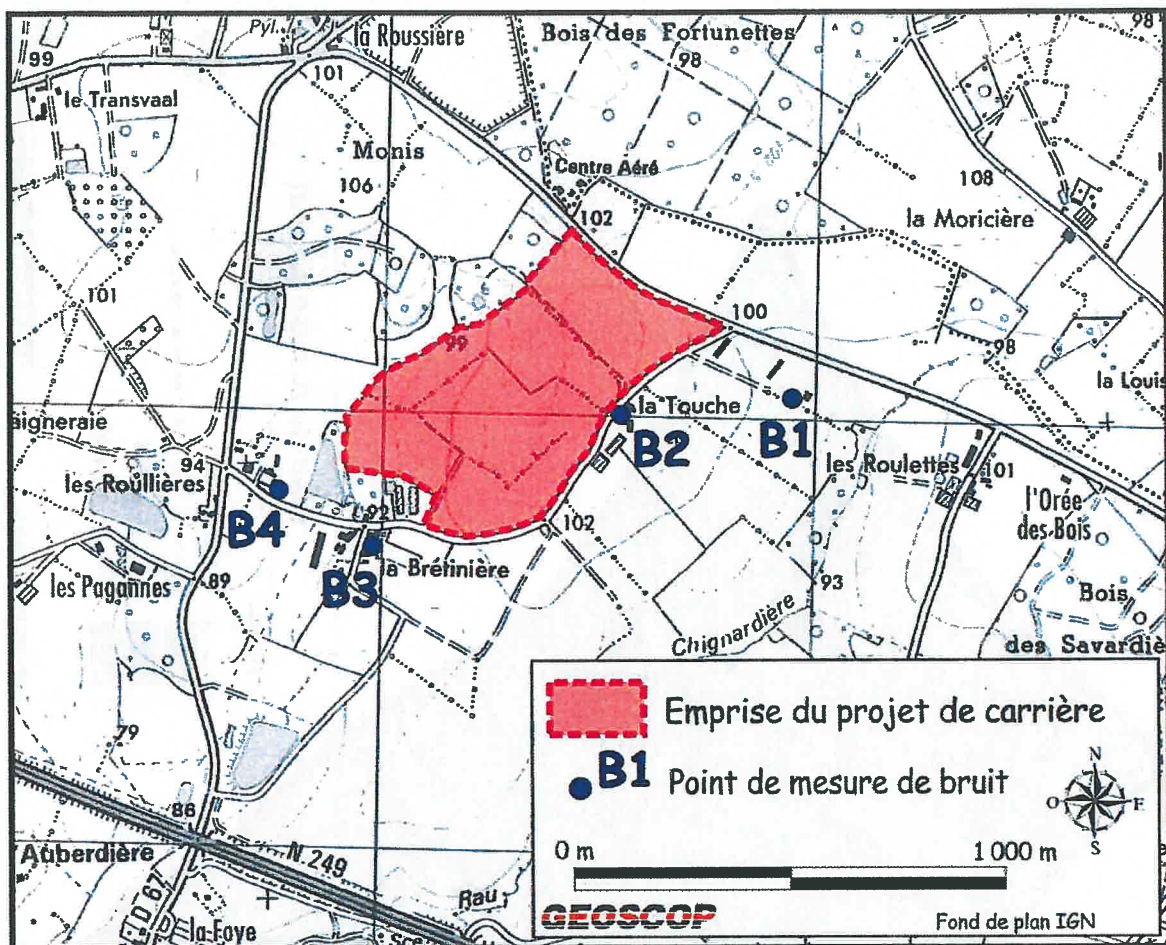 98
Pyl.
la Roussière
Bois des Fortunettes
98
99
101
le Transvaal
Monis
Centre Aéré
106
102
108
la Moricière
101
100
98
99
la Touche
la Louis
aigneraie
B2
B1
94
les Roullières
les Roulettes
101
l'Orée
des Bois
B4
92
102
B3
la Bretinière
les Pagannes
89
93
Bois
Chignardière
des Savardiè
79
86
Auberdière
N 249
D 67
la Foye
Rau
Emprise du projet de carrière
B1 Point de mesure de bruit
N
O
E
S
0 m
1 000 m
GEOSCOP
Fond de plan IGN